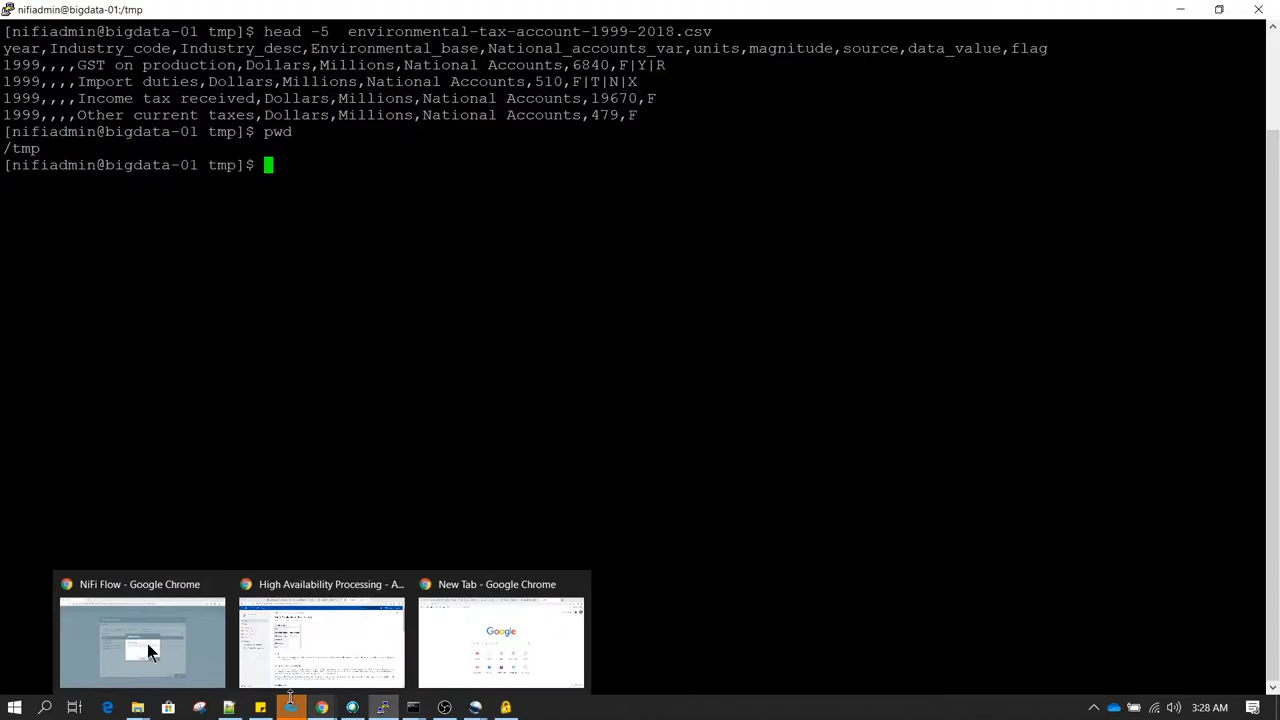 nifiadmin@bigdata-01:/tmp
[nifiadmin@bigdata-01 tmp]$ head -5  environmental-tax-account-1999-2018.csv
year,Industry_code,Industry_desc,Environmental_base,National_accounts_var,units,magnitude,source,data_value,flag
1999,,,,GST on production,Dollars,Millions,National Accounts,6840,F|Y|R
1999,,,,Import duties,Dollars,Millions,National Accounts,510,F|T|N|X
1999,,,,Income tax received,Dollars,Millions,National Accounts,19670,F
1999,,,,Other current taxes,Dollars,Millions,National Accounts,479,F
[nifiadmin@bigdata-01 tmp]$ pwd
/tmp
[nifiadmin@bigdata-01 tmp]$
NiFi Flow - Google Chrome
High Availability Processing - A...
New Tab - Google Chrome
Google
3:28 AM